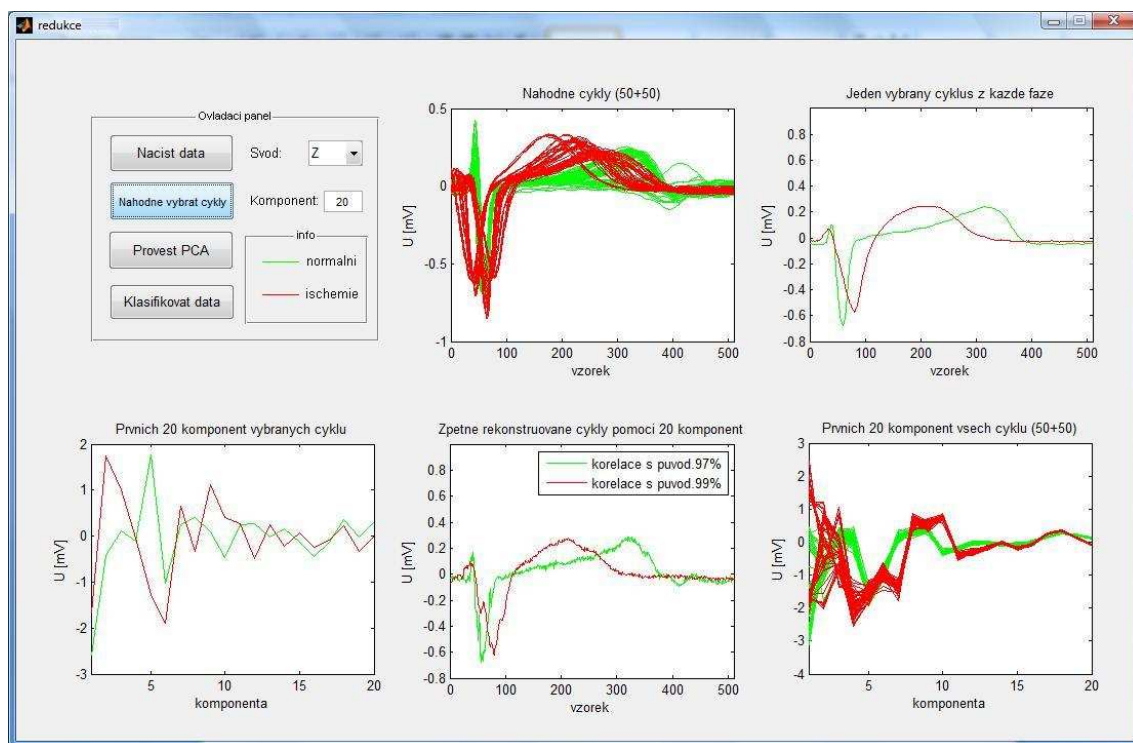 redukce
Ovladaci panel
Nacist data
Svod:
Z
Nahodne vybrat cykly
Komponent:
20
Provest PCA
info
normalni
ischemie
Klasifikovat data
Nahodne cykly (50+50)
0.5
0
-0.5
-1
U [mV]
0 100 200 300 400 500
vzorek
Jeden vybrany cyklus z kazde faze
0.8
0.6
0.4
0.2
0
-0.2
-0.4
-0.6
-0.8
U [mV]
0 100 200 300 400 500
vzorek
Prvnich 20 komponent vybranych cyklu
2
1
0
-1
-2
-3
U [mV]
5 10 15 20
komponenta
Zpetne rekonstruovane cykly pomoci 20 komponent
korelace s puvod.97%
korelace s puvod.99%
0.8
0.6
0.4
0.2
0
-0.2
-0.4
-0.6
-0.8
U [mV]
0 100 200 300 400 500
vzorek
Prvnich 20 komponent vsech cyklu (50+50)
3
2
1
0
-1
-2
-3
-4
U [mV]
5 10 15 20
komponenta